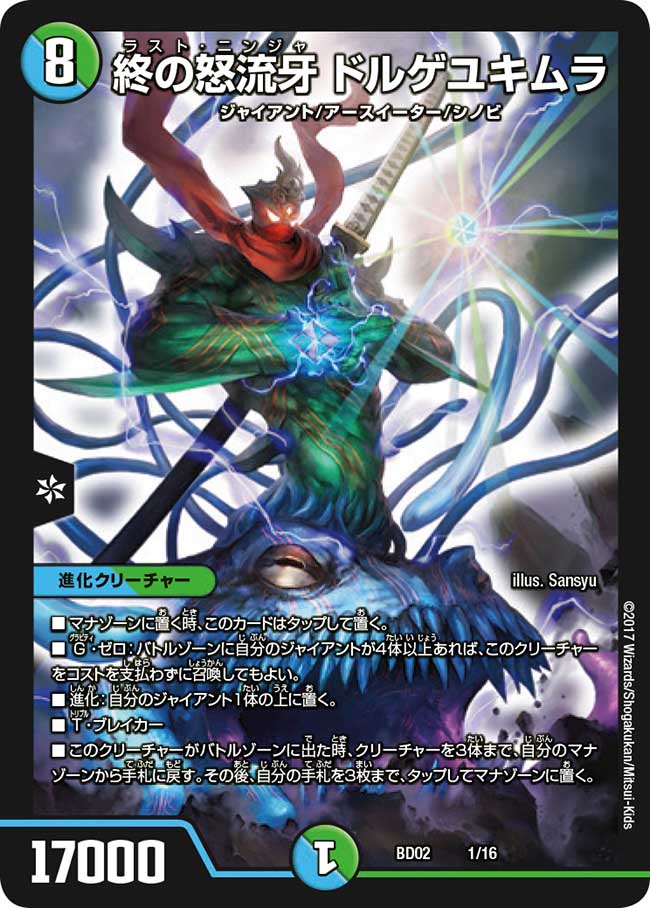 8
ラスト・ニンジャ
終の怒流牙 ドルゲユキムラ
ジャイアント/アースイーター/シノビ
進化クリーチャー
illus. Sansyu
■マナゾーンに置く時、このカードはタップして置く。
■G・ゼロ:バトルゾーンに自分のジャイアントが4体以上あれば、このクリーチャー
をコストを支払わずに召喚してもよい。
■進化:自分のジャイアント1体の上に置く。
■T・ブレイカー
■このクリーチャーがバトルゾーンに出た時、クリーチャーを3体まで、自分のマナ
ゾーンから手札に戻す。その後、自分の手札を3枚まで、タップしてマナゾーンに置く。
©2017 Wizards/Shogakukan/Mitsui-Kids
17000
1
BD02 1/16